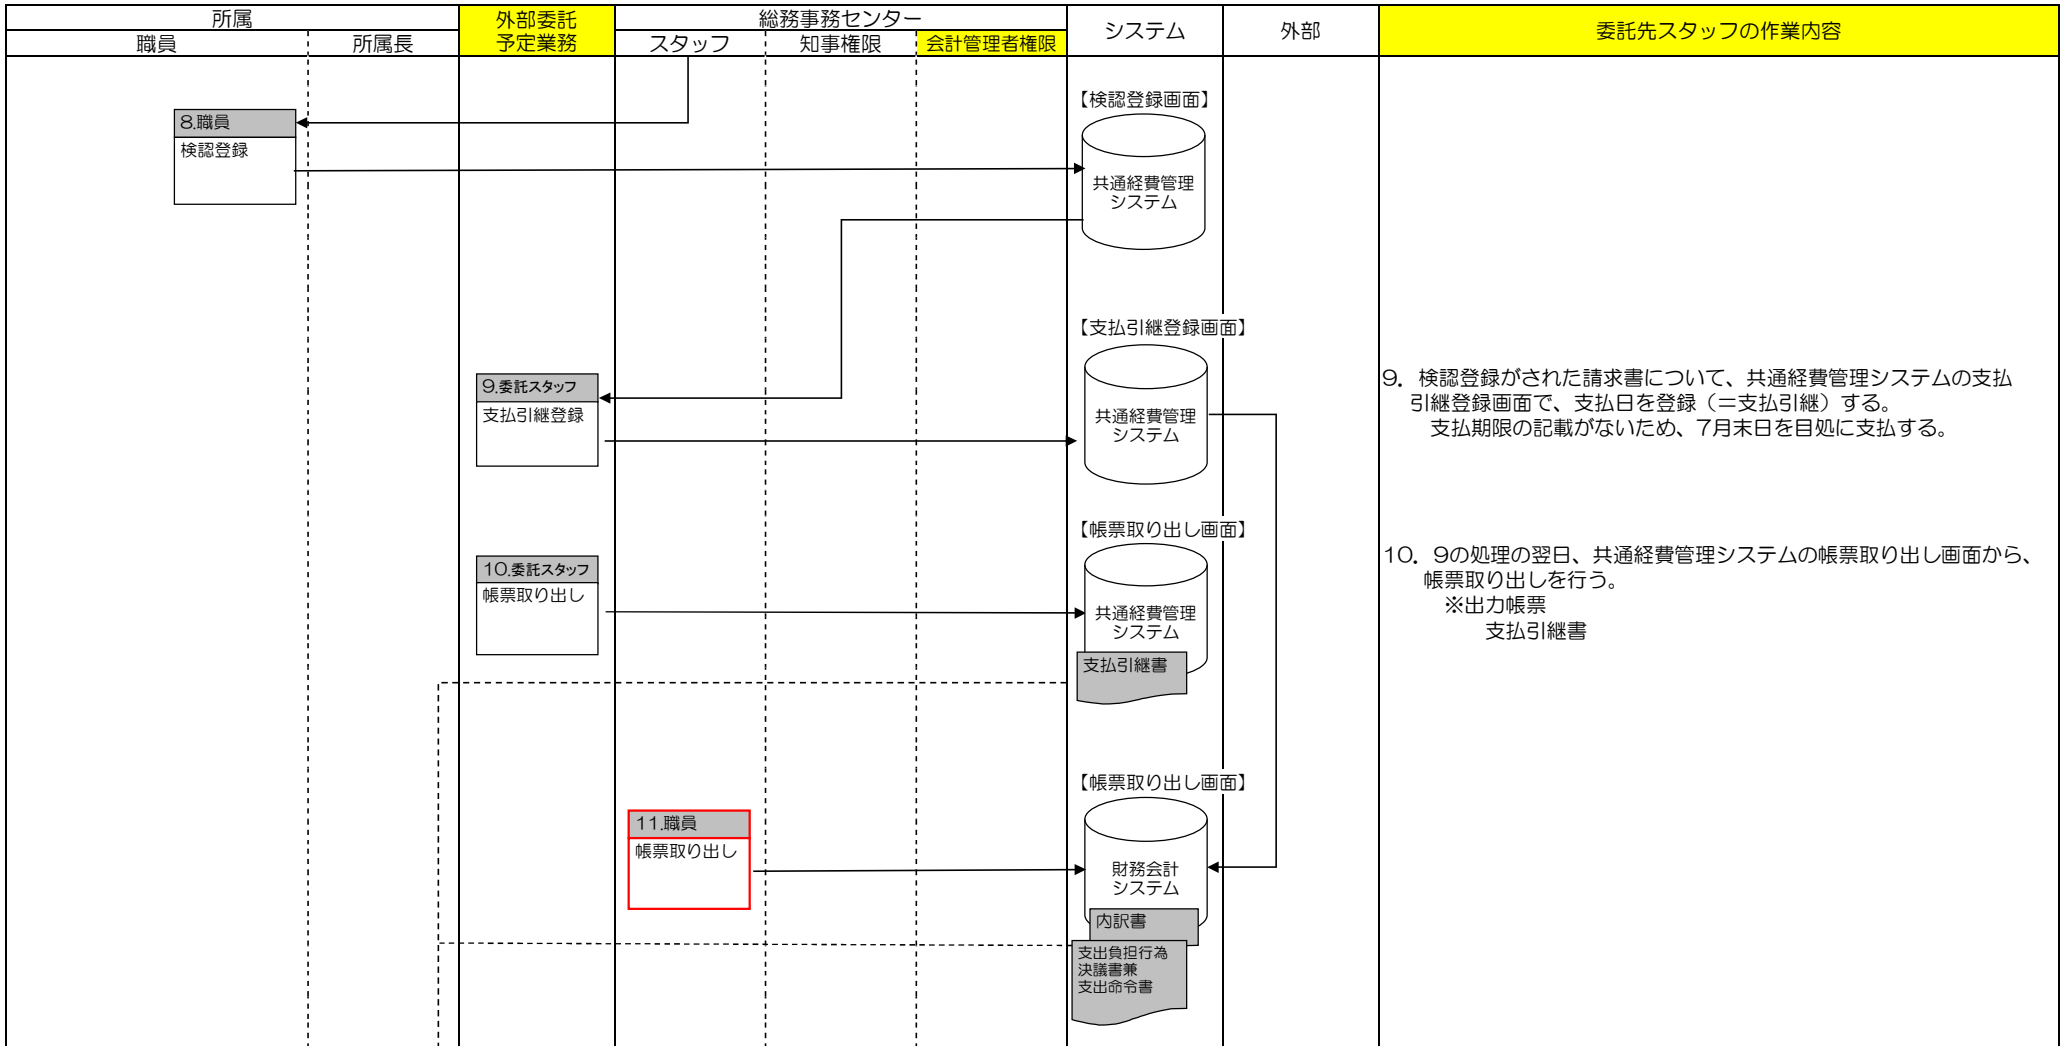 所属
外部委託
予定業務
総務事務センター
システム
外部
委託先スタッフの作業内容
職員
所属長
スタッフ
知事権限
会計管理者権限
【検認登録画面】
8.職員
検認登録
共通経費管理
システム
【支払引継登録画面】
9.委託スタッフ
支払引継登録
共通経費管理
システム
9.　検認登録がされた請求書について、共通経費管理システムの支払
引継登録画面で、支払日を登録（＝支払引継）する。
支払期限の記載がないため、7月末日を目処に支払する。
【帳票取り出し画面】
10.委託スタッフ
帳票取り出し
共通経費管理
システム
支払引継書
10.　9の処理の翌日、共通経費管理システムの帳票取り出し画面から、
帳票取り出しを行う。
※出力帳票
支払引継書
【帳票取り出し画面】
11.職員
帳票取り出し
財務会計
システム
内訳書
支出負担行為
決議書兼
支出命令書